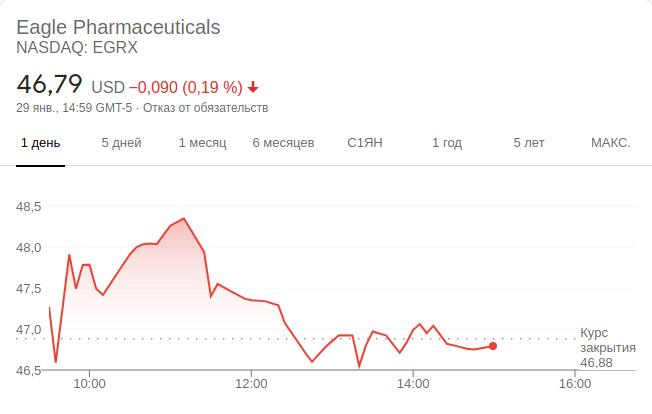 Eagle Pharmaceuticals
NASDAQ: EGRX
46,79 USD −0,090 (0,19 %)
29 янв., 14:59 GMT-5 · Отказ от обязательств
1 день 5 дней 1 месяц 6 месяцев С1ЯН 1 год 5 лет МАКС.
48,5
48,0
47,5
47,0
Курс
закрытия
46,88
46,5
10:00 12:00 14:00 16:00